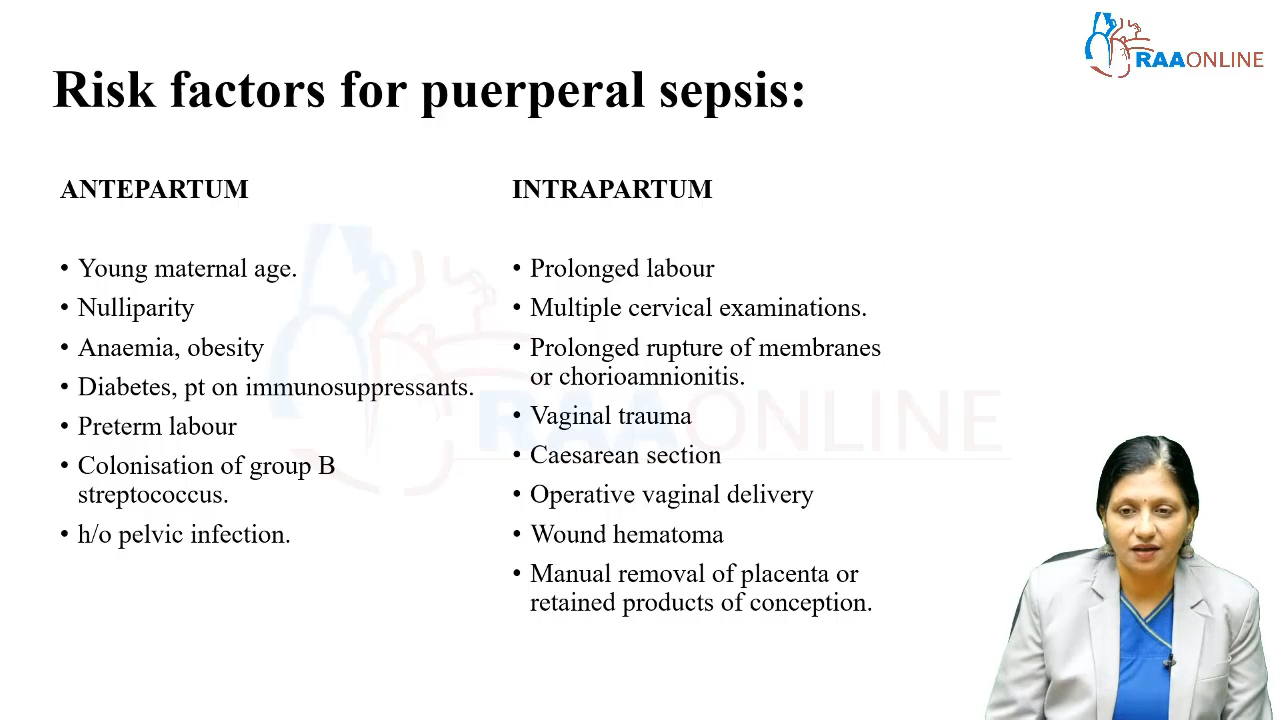 RAAONLINE
Risk factors for puerperal sepsis:
ANTEPARTUM
• Young maternal age.
• Nulliparity
• Anaemia, obesity
• Diabetes, pt on immunosuppressants.
• Preterm labour
• Colonisation of group B
streptococcus.
• h/o pelvic infection.
INTRAPARTUM
• Prolonged labour
• Multiple cervical examinations.
• Prolonged rupture of membranes
or chorioamnionitis.
• Vaginal trauma
• Caesarean section
• Operative vaginal delivery
• Wound hematoma
• Manual removal of placenta or
retained products of conception.
RAAONLINE